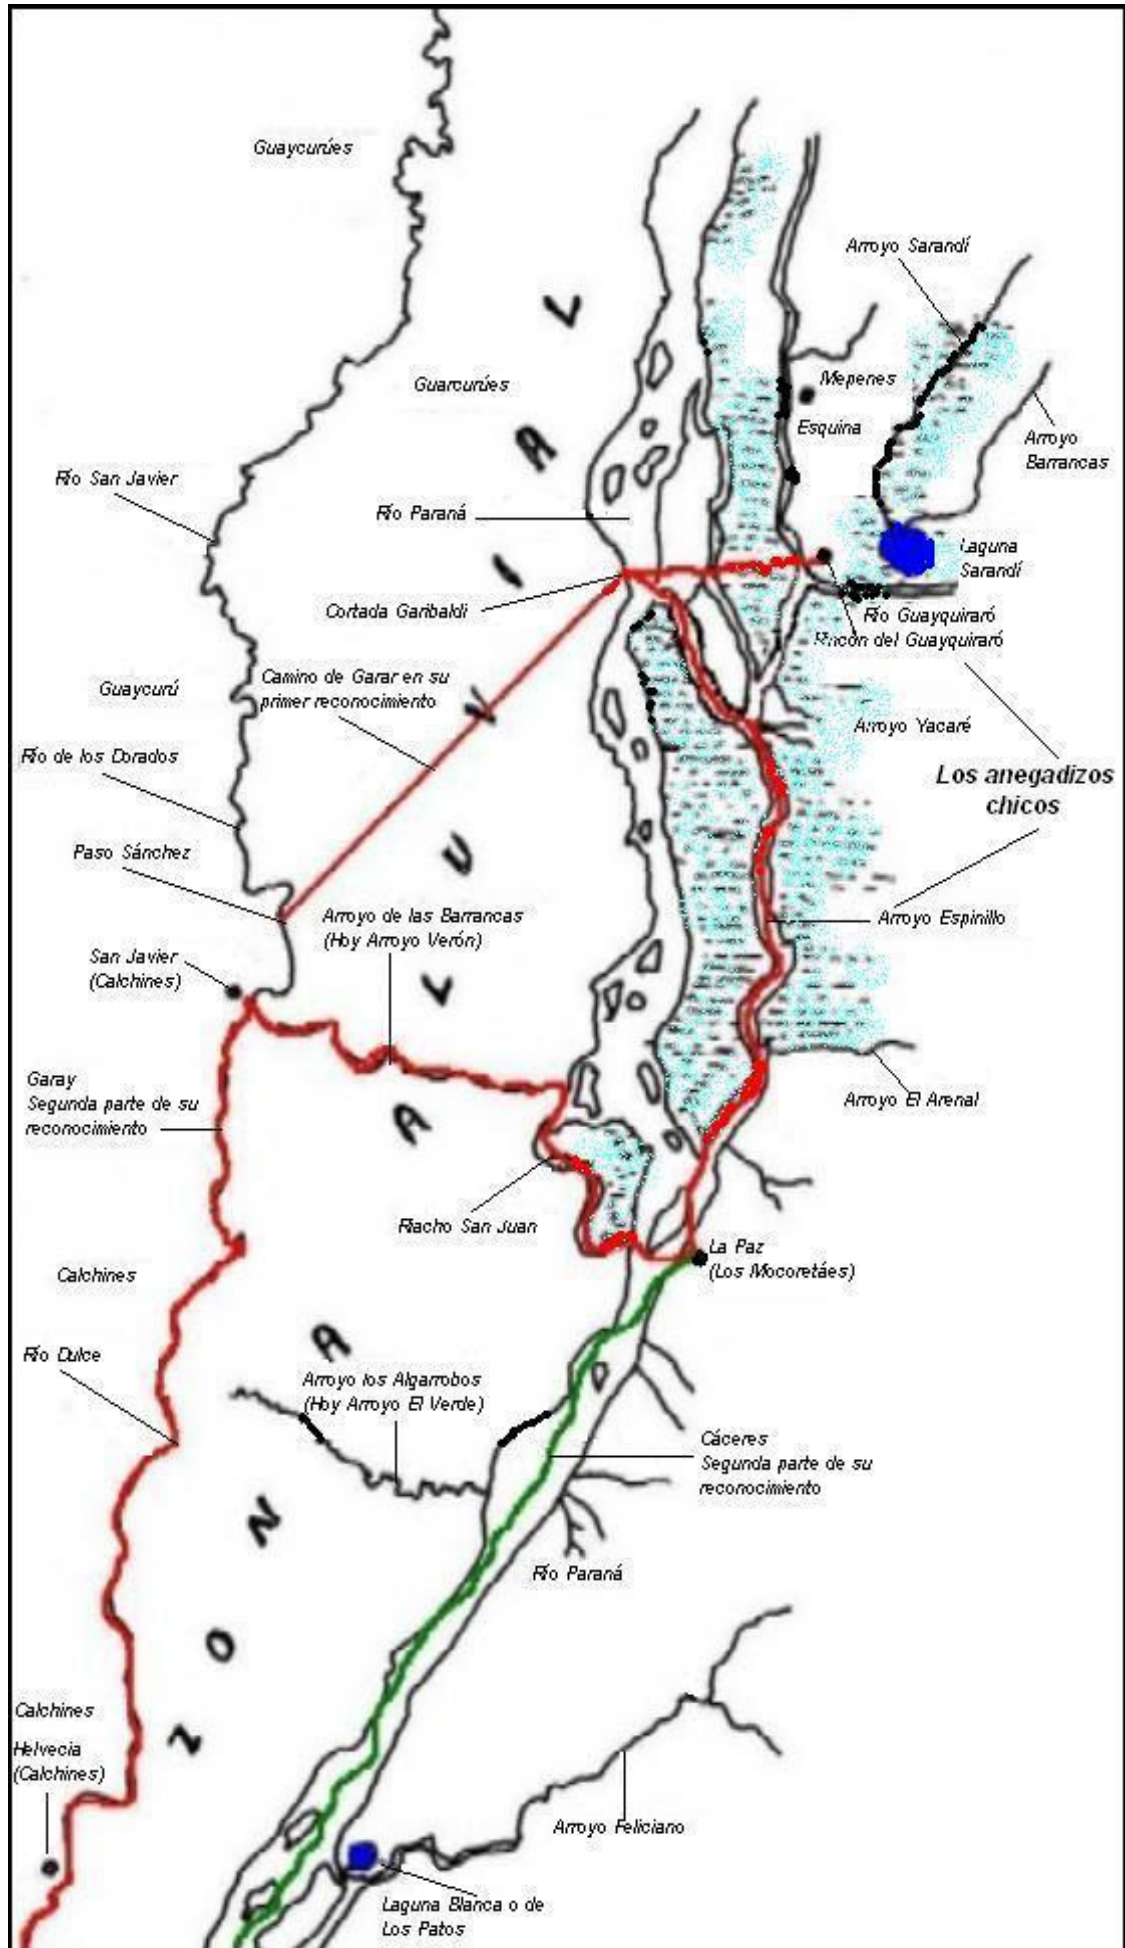 Guaycurúes
Arroyo Sarandí
Guarcurúes
Mepenes
Esquina
Arroyo
Barrancas
Río San Javier
Río Paraná
Laguna
Sarandí
Cortada Garibaldi
Río Guayquiraró
Rincón del Guayquiraró
Camino de Garar en su
primer reconocimiento
Guaycurú
Arroyo Yacaré
Río de los Dorados
Los anegadizos
chicos
Paso Sánchez
Arroyo de las Barrancas
(Hoy Arroyo Verón)
Arroyo Espinillo
San Javier
(Calchines)
Garay
Segunda parte de su
reconocimiento
Arroyo El Arenal
Riacho San Juan
La Paz
(Los Mocoretáes)
Calchines
Río Dulce
Arroyo los Algarrobos
(Hoy Arroyo El Verde)
Cáceres
Segunda parte de su
reconocimiento
Río Paraná
Calchines
Helvecia
(Calchines)
Arroyo Feliciano
Laguna Blanca o de
Los Patos
ZONA ALUVIAL